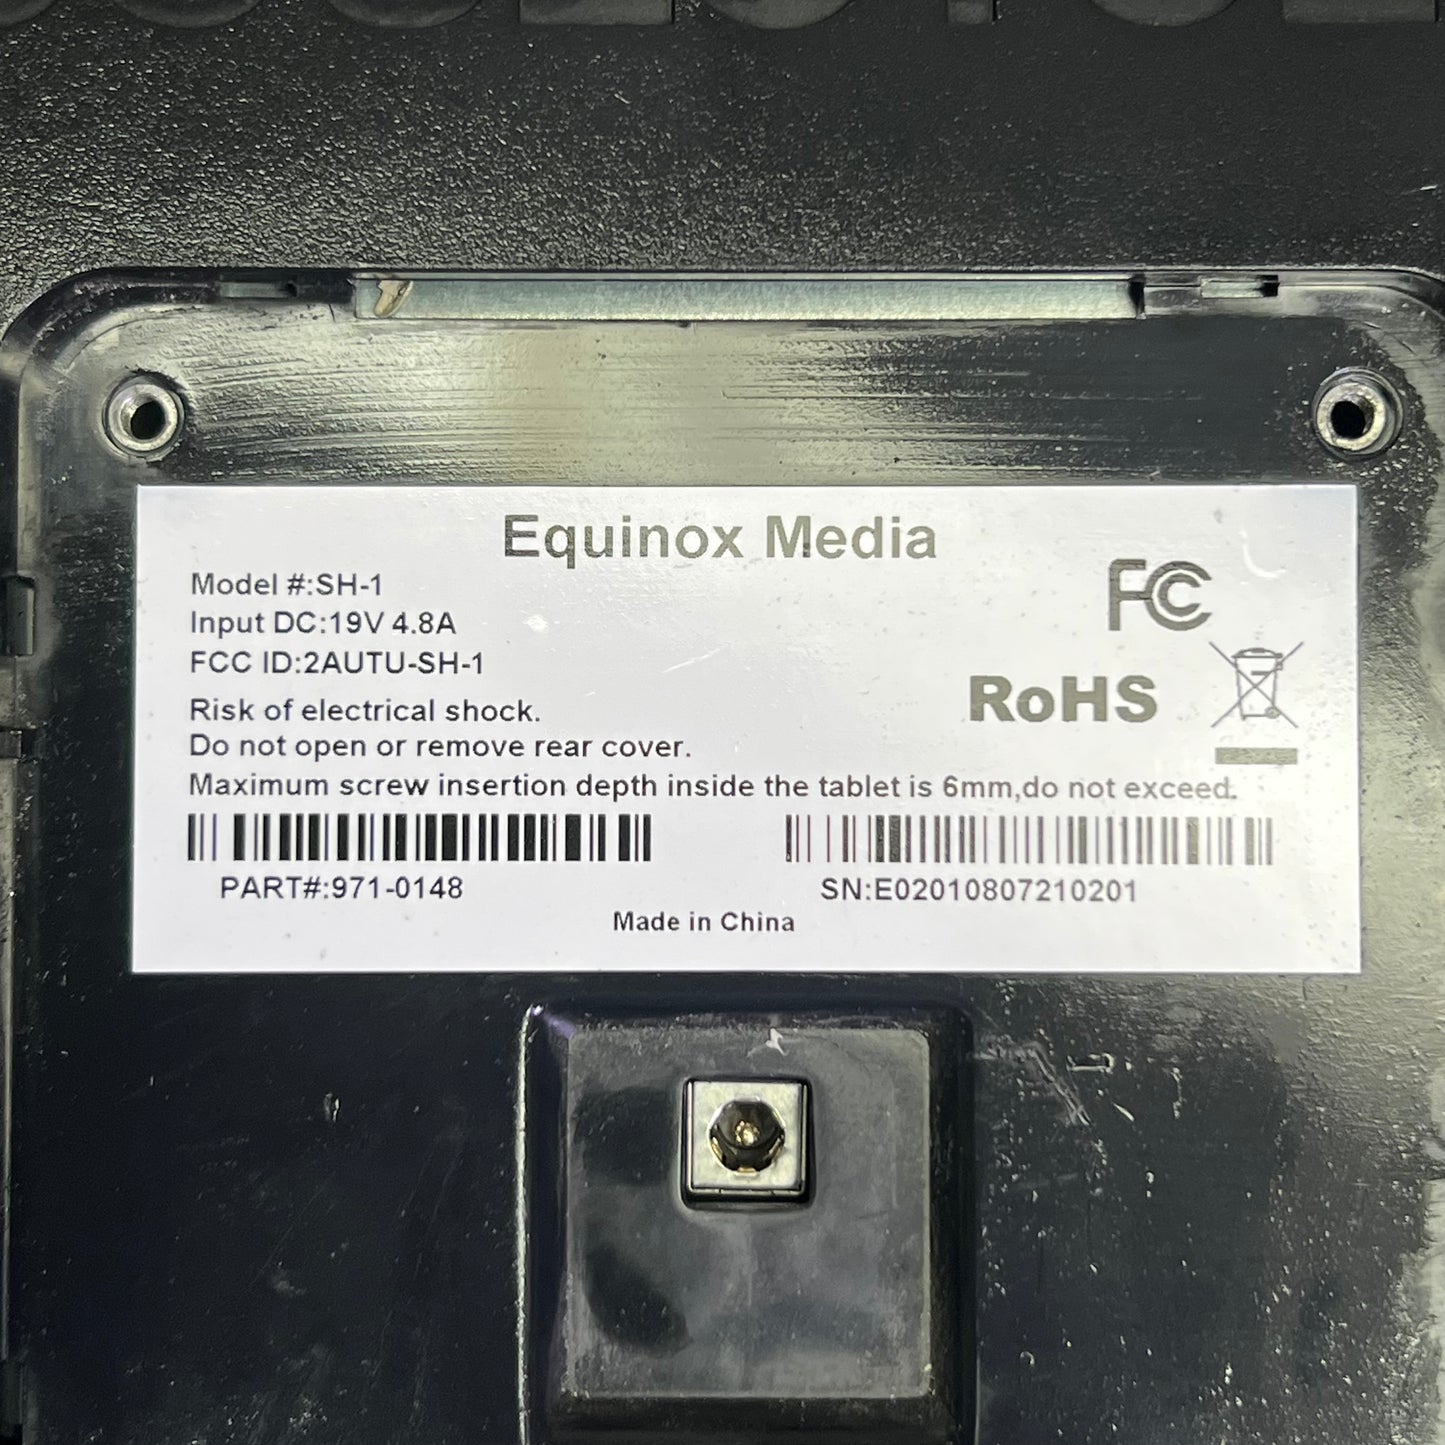 Equinox Media
Model #:SH-1
Input DC:19V 4.8A
FCC ID:2AUTU-SH-1
FC
RoHS
Risk of electrical shock.
Do not open or remove rear cover.
Maximum screw insertion depth inside the tablet is 6mm,do not exceed.
PART#:971-0148
SN:E02010807210201
Made in China